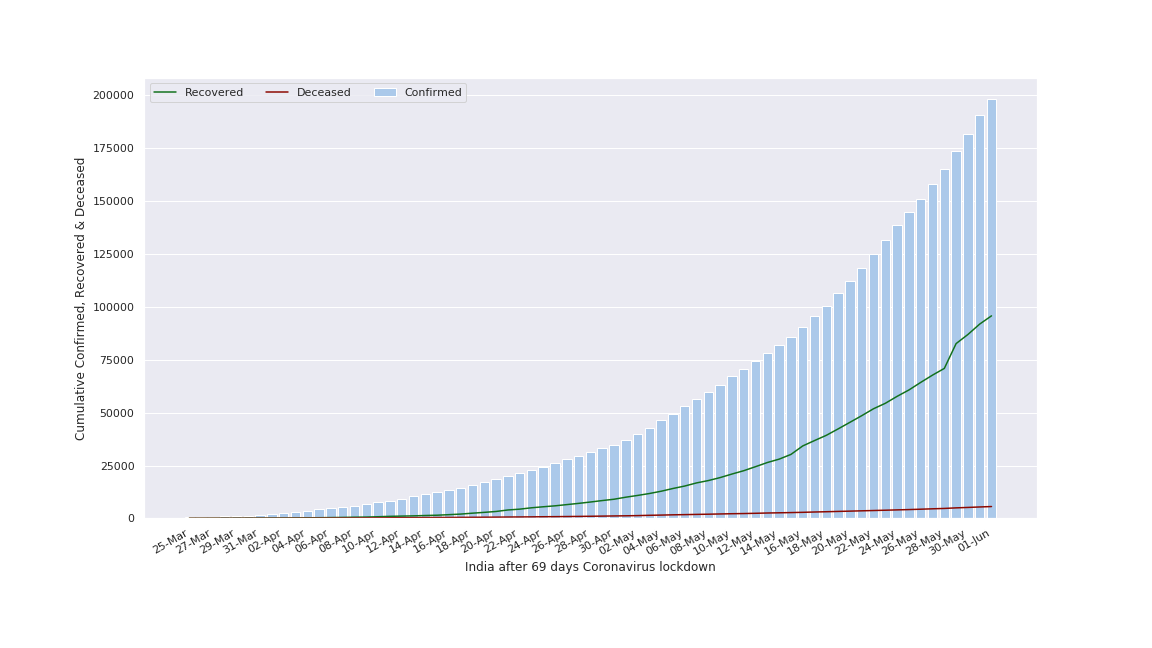 Recovered Deceased Confirmed
200000
175000
150000
125000
100000
75000
50000
25000
0
Cumulative Confirmed, Recovered & Deceased
25-Mar 27-Mar 29-Mar 31-Mar 02-Apr 04-Apr 06-Apr 08-Apr 10-Apr 12-Apr 14-Apr 16-Apr 18-Apr 20-Apr 22-Apr 24-Apr 26-Apr 28-Apr 30-Apr 02-May 04-May 06-May 08-May 10-May 12-May 14-May 16-May 18-May 20-May 22-May 24-May 26-May 28-May 30-May 01-Jun
India after 69 days Coronavirus lockdown